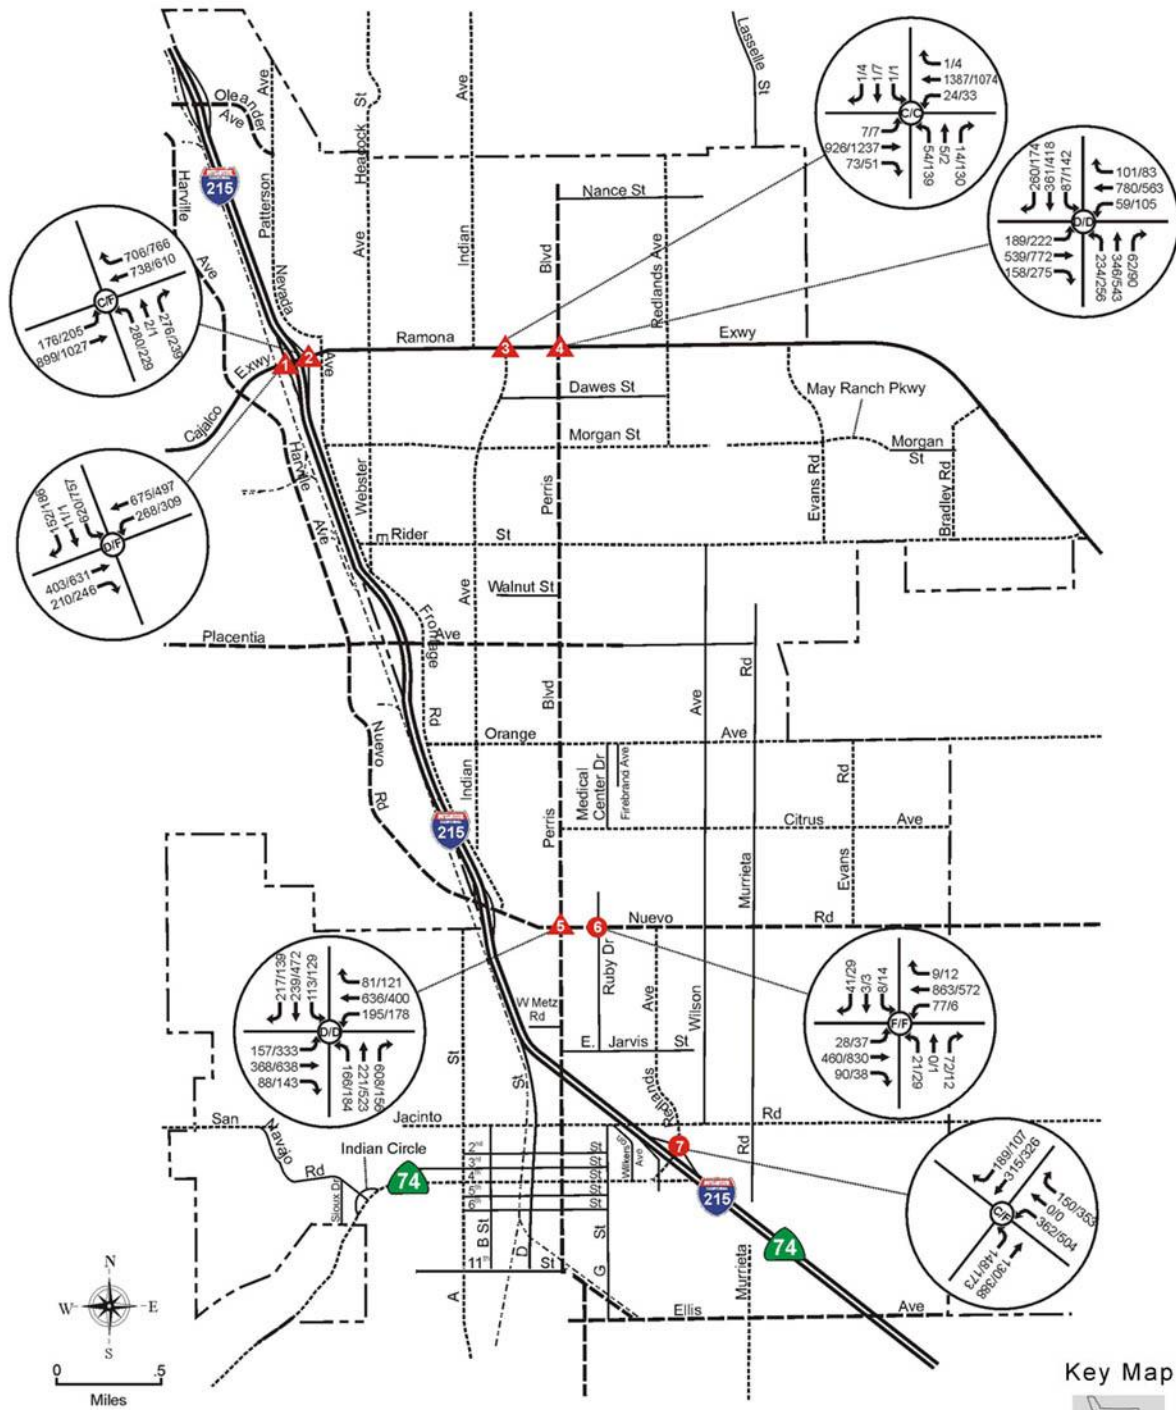 Oleander
Ave
Ave
Heacock St
Ave
Lasselle St
Harville Ave
215
Patterson
Ave
Indian
Blvd
Nance St
Redlands Ave
1/4
1/7
1/1
1/4
1387/1074
24/33
C/C
7/7
926/1237
73/51
54/139
5/2
14/130
260/174
361/418
87/142
101/83
780/563
59/105
D/D
189/222
539/772
158/275
234/256
346/543
62/90
706/766
738/610
C/F
176/205
899/1027
280/229
2/1
276/239
Nevada
Ave
Ramona
Exwy
1
2
3
4
Cajalco
Exwy
Dawes St
May Ranch Pkwy
Morgan St
Morgan
St
Harville
Ave
Webster
Perris
Evans Rd
Bradley Rd
152/186
11/1
620/757
675/497
268/309
D/F
403/631
210/246
E
Rider
St
Walnut St
Ave
Frontage
Rd
Placentia
Ave
Blvd
Ave
Rd
Orange
Ave
Nuevo
Rd
Indian
Medical
Center Dr
Firebrand Ave
Rd
215
Perris
Citrus
Ave
Murrieta
Evans
5
6
Nuevo
Rd
217/139
239/472
113/129
81/121
636/400
195/178
D/D
157/333
368/638
88/143
166/184
221/523
608/156
W Metz
Rd
Ruby Dr
Ave
Wilson
41/29
3/3
8/14
9/12
863/572
77/6
F/F
28/37
460/830
90/38
21/29
0/1
72/12
E.
Jarvis
St
St
St
Redlands
San
Jacinto
Rd
Navajo
Rd
Indian Circle
Sioux Dr
74
2nd
St
3rd
St
4th
5th
St
6th
St
Ave
7
Rd
215
189/107
315/326
150/353
0/0
362/504
C/F
148/173
130/388
B St
D
St
G
11th
St
A
74
Murrieta
Ellis
Ave
N
W
E
S
0
.5
Miles
Key Map